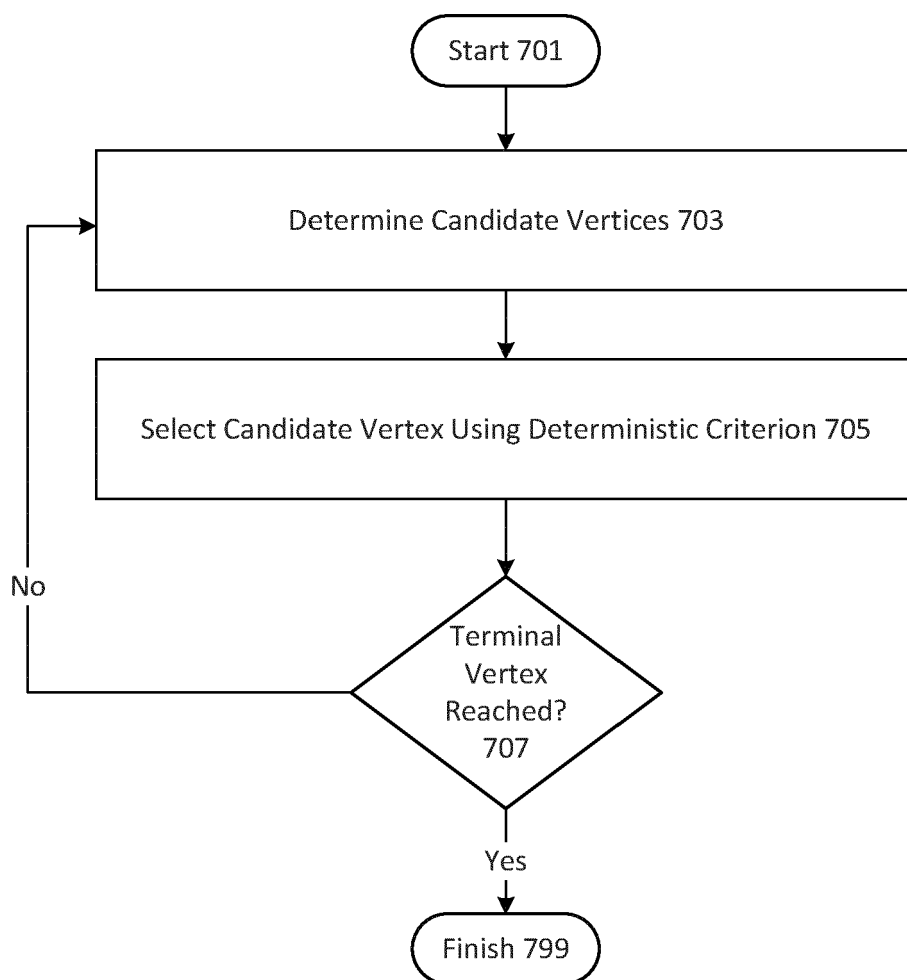 Start 701
Determine Candidate Vertices 703
Select Candidate Vertex Using Deterministic Criterion 705
No
Terminal
Vertex
Reached?
707
Yes
Finish 799